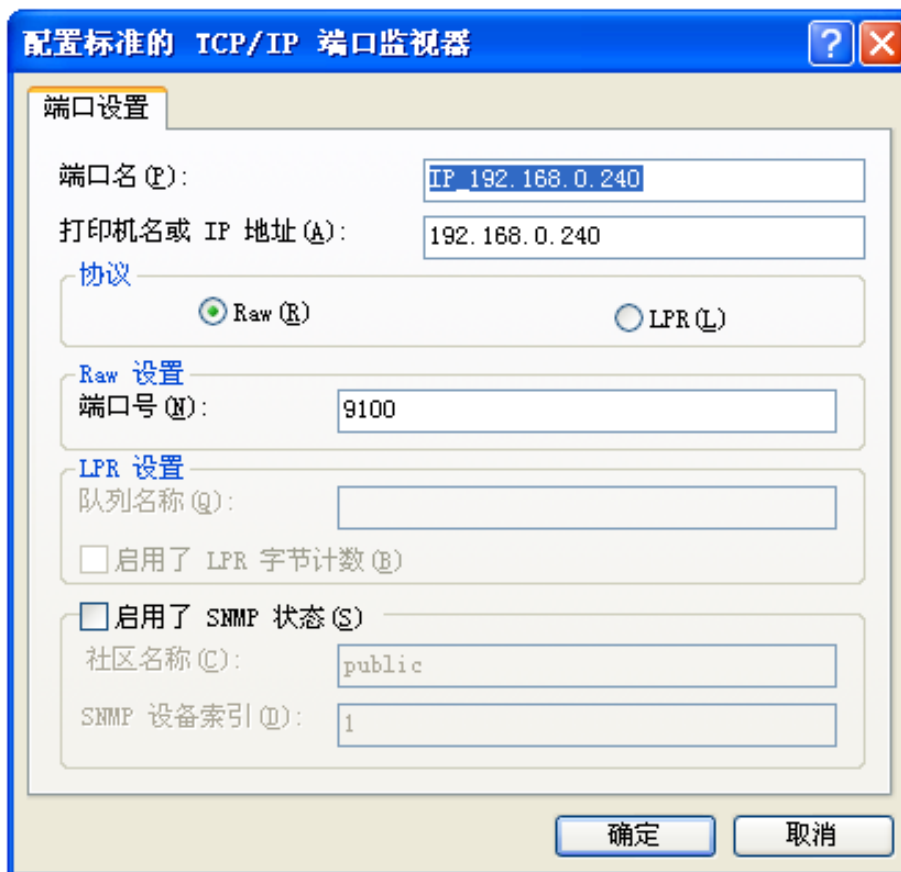 配置标准的 TCP/IP 端口监视器
端口设置
端口名(P): IP_192.168.0.240
打印机名或 IP 地址(A): 192.168.0.240
协议
Raw(R) LPR(L)
Raw 设置
端口号(N): 9100
LPR 设置
队列名称(Q):
启用了 LPR 字节计数(B)
启用了 SNMP 状态(S)
社区名称(C): public
SNMP 设备索引(D): 1
确定 取消